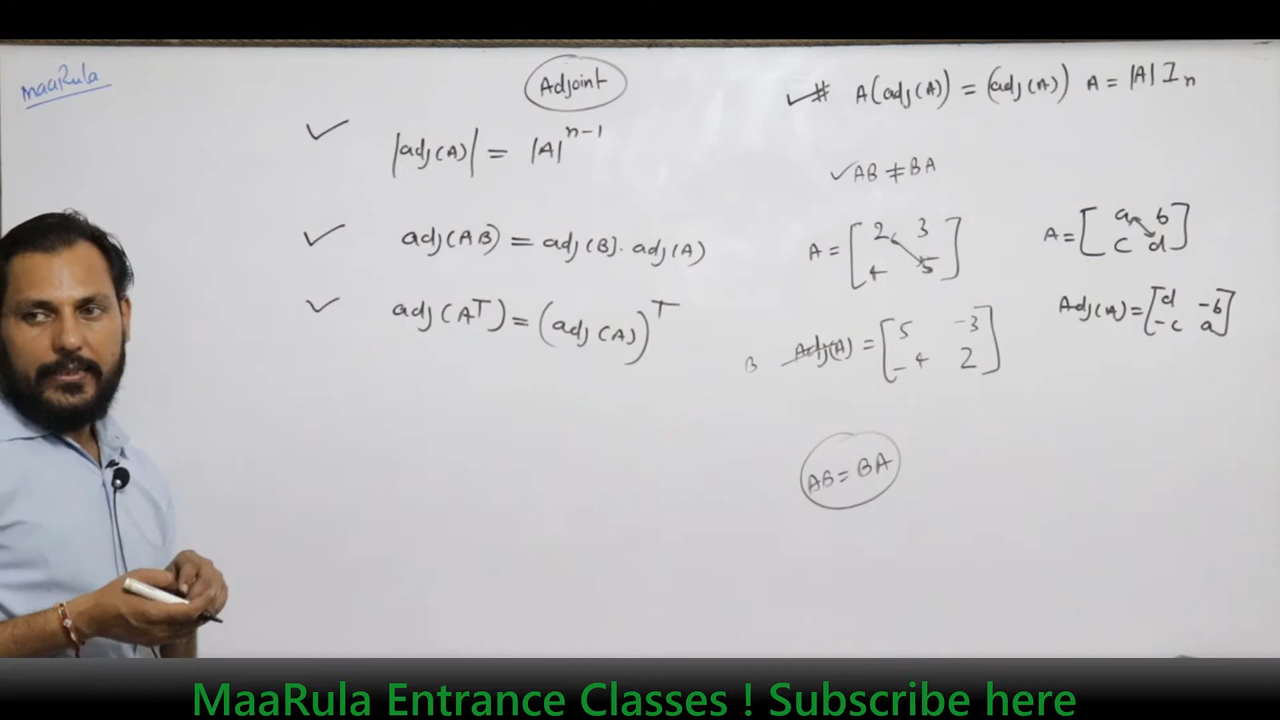 maaRula
Adjoint
|adj(A)| = |A|^{n-1}
adj(AB) = adj(B). adj(A)
adj(A^T) = (adj(A))^T
# A(adj(A)) = (adj(A)) A = |A| I_n
AB ≠ BA
A = [2 3
4 5]
B Adj(A) = [5 -3
-4 2]
AB = BA
A = [a b
c d]
Adj(A) = [d -b
-c a]
MaaRula Entrance Classes ! Subscribe here